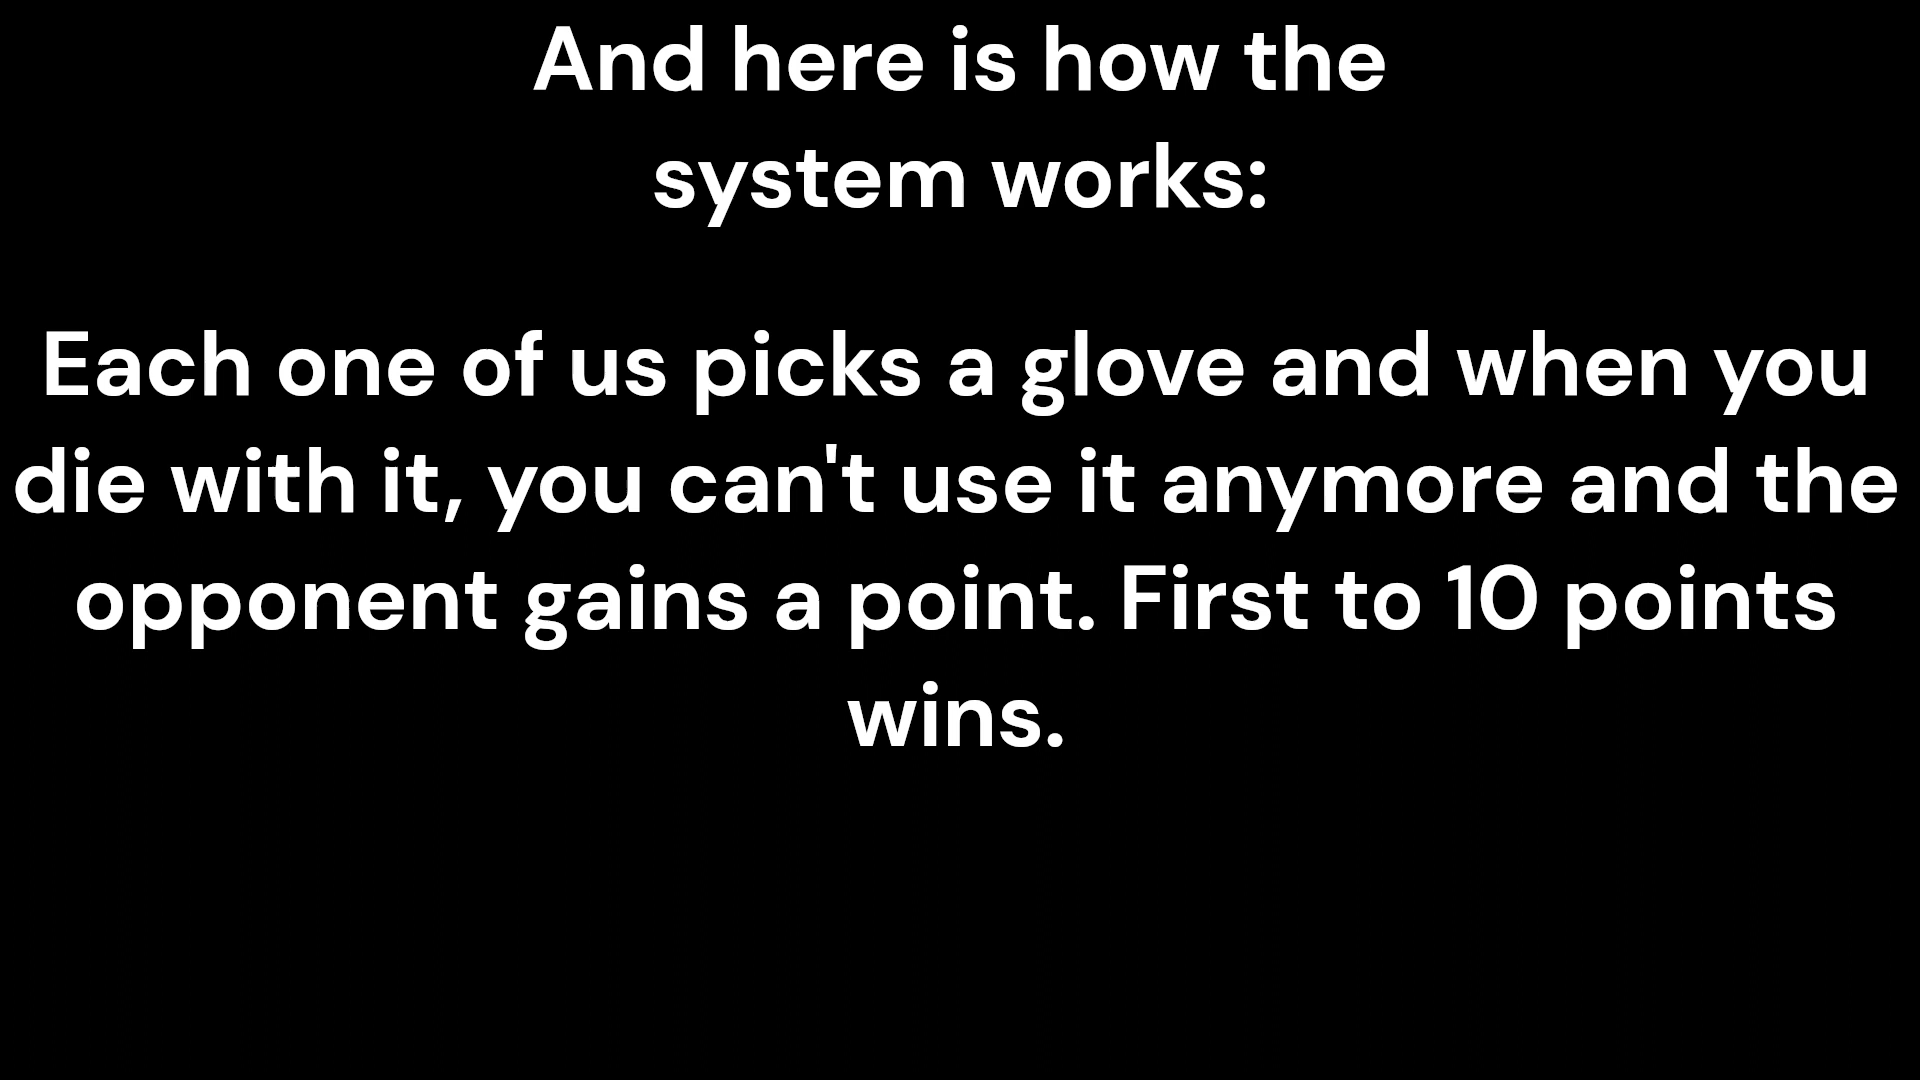 And here is how the
system works:
Each one of us picks a glove and when you
die with it, you can't use it anymore and the
opponent gains a point. First to 10 points
wins.